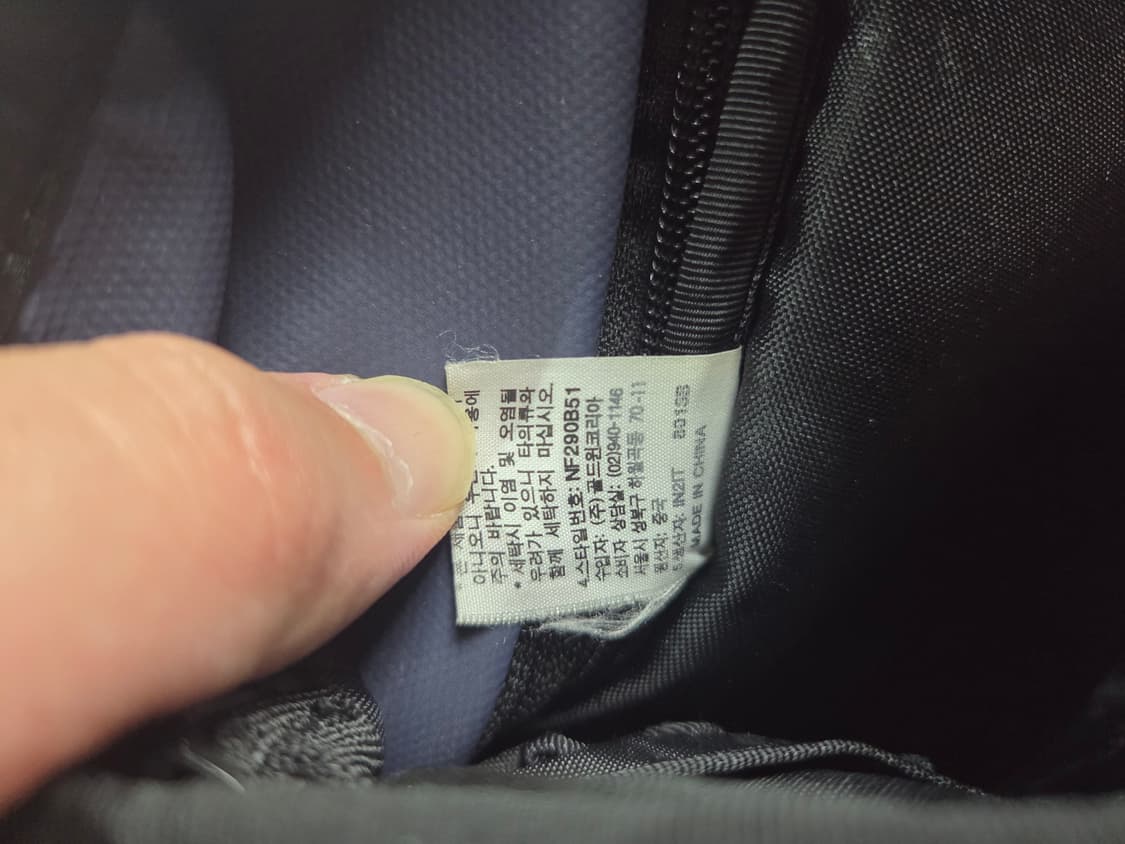 아니오니
주의 바랍니다.
* 세탁시 이염 및 오염될
우려가 있으니 타의류와
함께 세탁하지 마십시오.
4.스타일번호: NF290B51
수입자: (주) 골드윈코리아
소비자 상담실: (02)940-1146
서울시 성북구 하월곡동 70-11
원산지: 중국
5.생산자: IN2IT
MADE IN CHINA